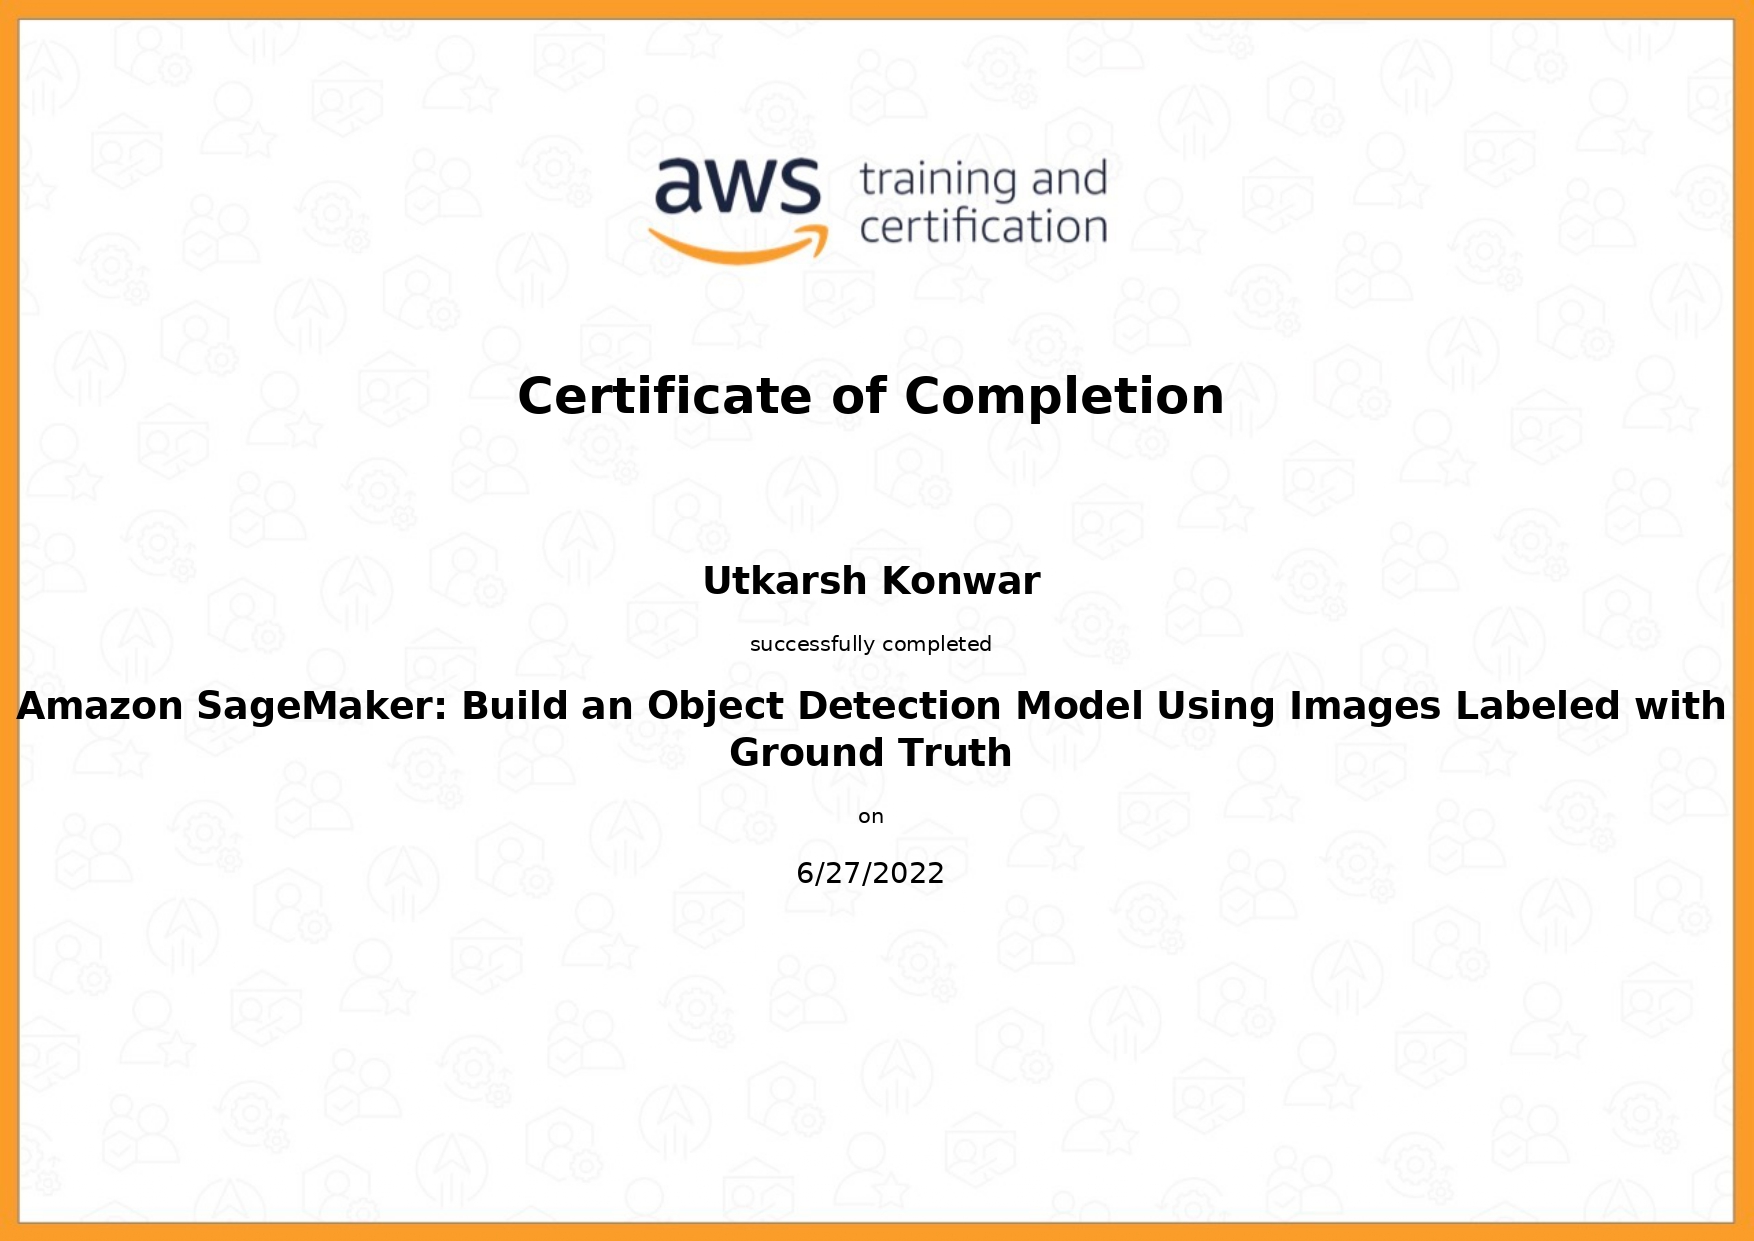 aws training and
certification
Certificate of Completion
Utkarsh Konwar
successfully completed
Amazon SageMaker: Build an Object Detection Model Using Images Labeled with
Ground Truth
on
6/27/2022